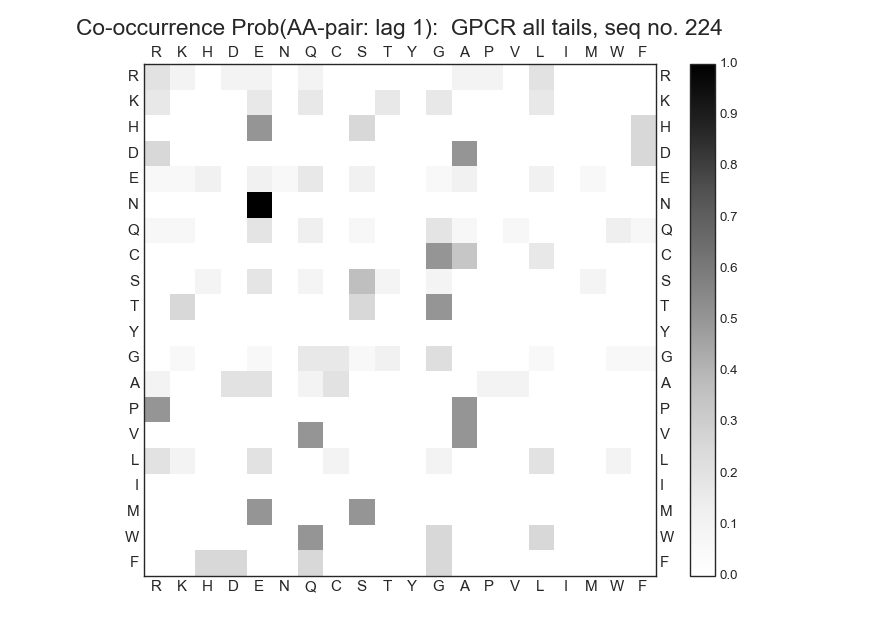 Co-occurrence Prob(AA-pair: lag 1):  GPCR all tails, seq no. 224
R K H D E N Q C S T Y G A P V L I M W F
R R 1.0
K K 0.9
H H
D D 0.8
E E
N N 0.7
Q Q
C C 0.6
S S
T T 0.5
Y Y
G G 0.4
A A
P P 0.3
V V
L L 0.2
I I
M M 0.1
W W
F F 0.0
R K H D E N Q C S T Y G A P V L I M W F